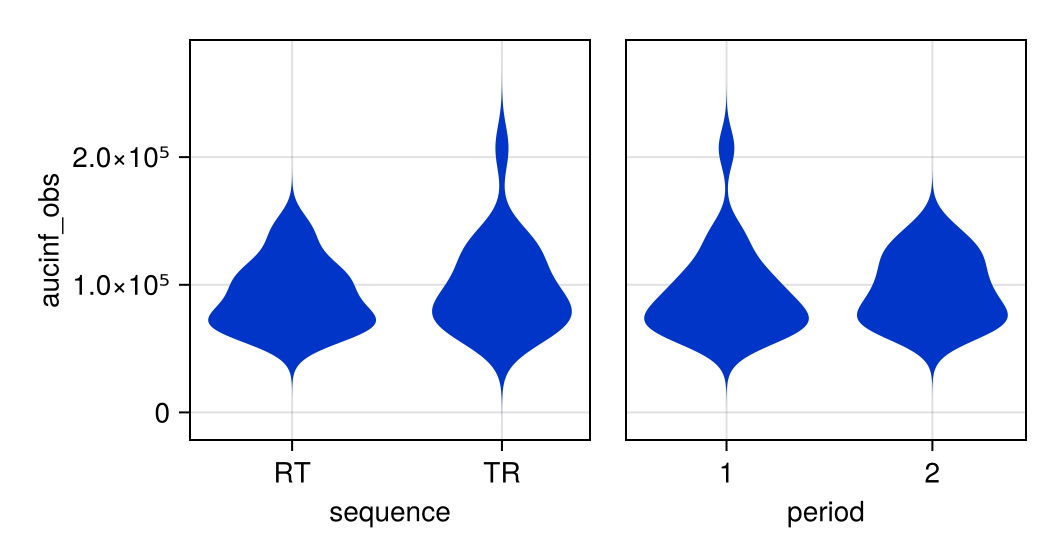 aucinf_obs
2.0×10⁵
1.0×10⁵
0
RT TR
sequence
1 2
period